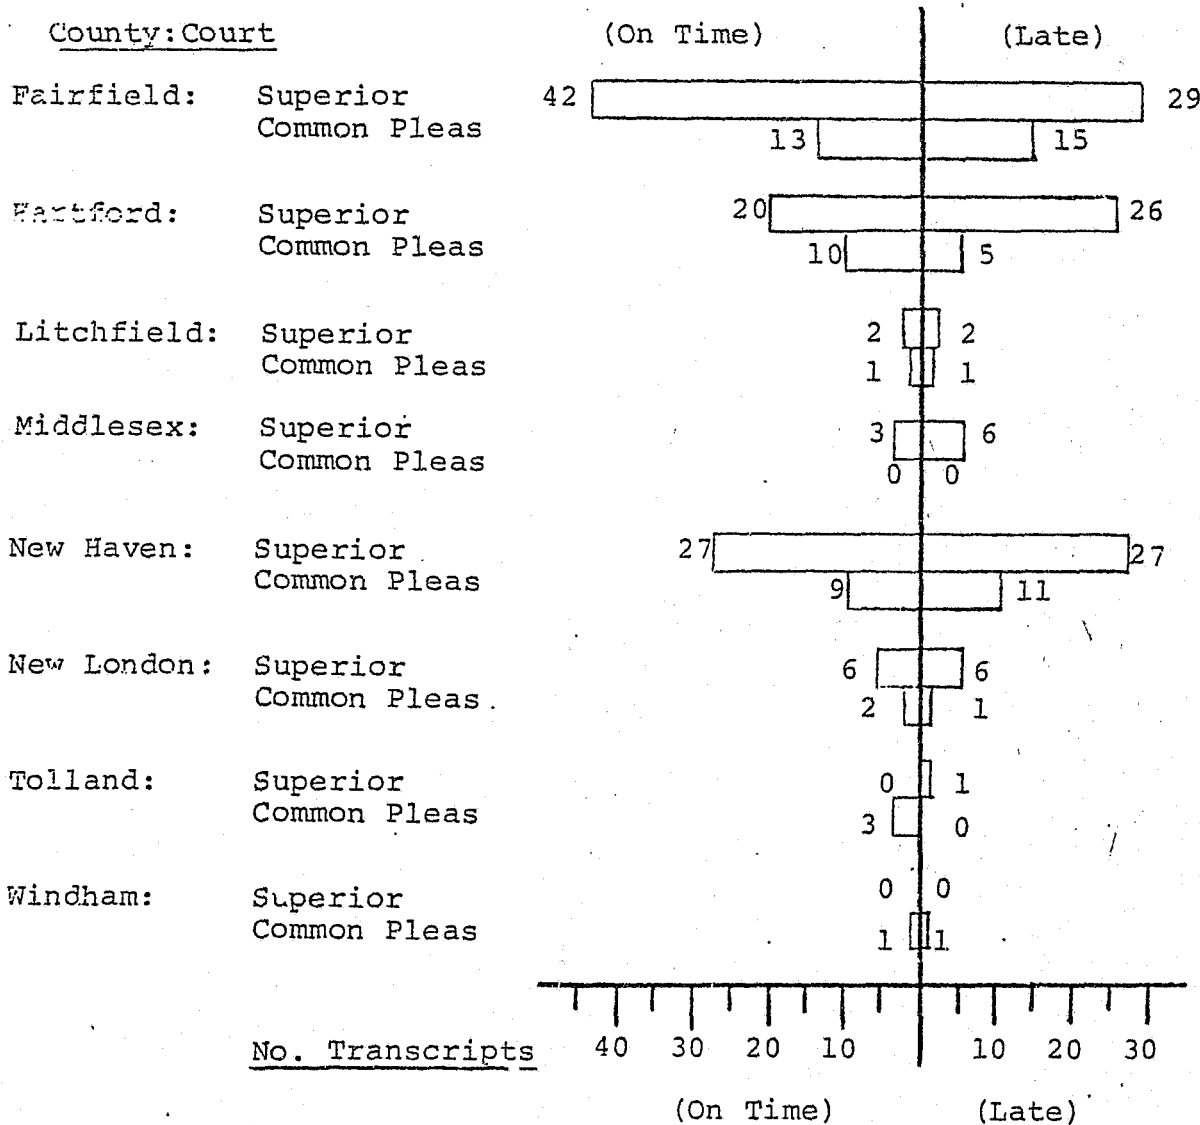 County:Court (On Time) (Late)
Fairfield: Superior 42 29
Common Pleas 13 15
Hartford: Superior 20 26
Common Pleas 10 5
Litchfield: Superior 2 2
Common Pleas 1 1
Middlesex: Superior 3 6
Common Pleas 0 0
New Haven: Superior 27 27
Common Pleas 9 11
New London: Superior 6 6
Common Pleas 2 1
Tolland: Superior 0 1
Common Pleas 3 0
Windham: Superior 0 0
Common Pleas 1 1
No. Transcripts 40 30 20 10 10 20 30
(On Time) (Late)